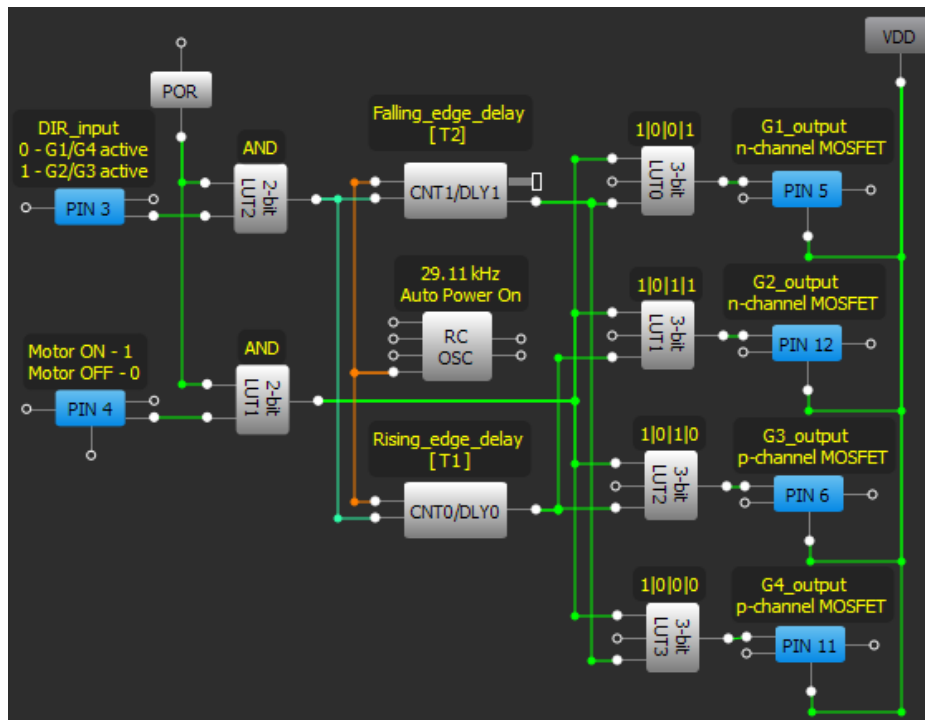 VDD
POR
DIR_input
0 - G1/G4 active
1 - G2/G3 active
PIN 3
AND
2-bit
LUT2
Falling_edge_delay
[T2]
CNT1/DLY1
1|0|0|1
3-bit
LUT0
G1_output
n-channel MOSFET
PIN 5
29.11 kHz
Auto Power On
RC
OSC
1|0|1|1
3-bit
LUT1
G2_output
n-channel MOSFET
PIN 12
Motor ON - 1
Motor OFF - 0
PIN 4
AND
2-bit
LUT1
Rising_edge_delay
[T1]
CNT0/DLY0
1|0|1|0
3-bit
LUT2
G3_output
p-channel MOSFET
PIN 6
1|0|0|0
3-bit
LUT3
G4_output
p-channel MOSFET
PIN 11